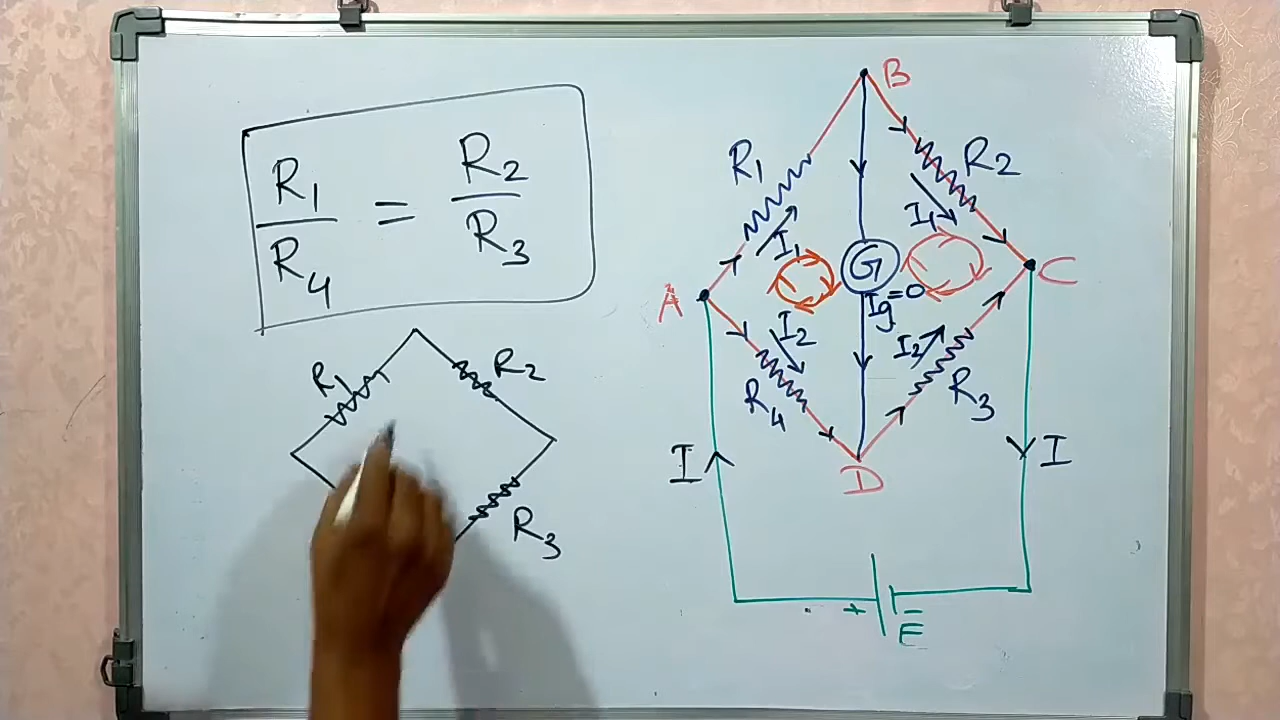 R1/R4 = R2/R3
R1
R2
R3
B
R1
R2
I1
I1
G
A
C
Ig=0
I2
I2
R4
R3
D
I
I
+
-
E